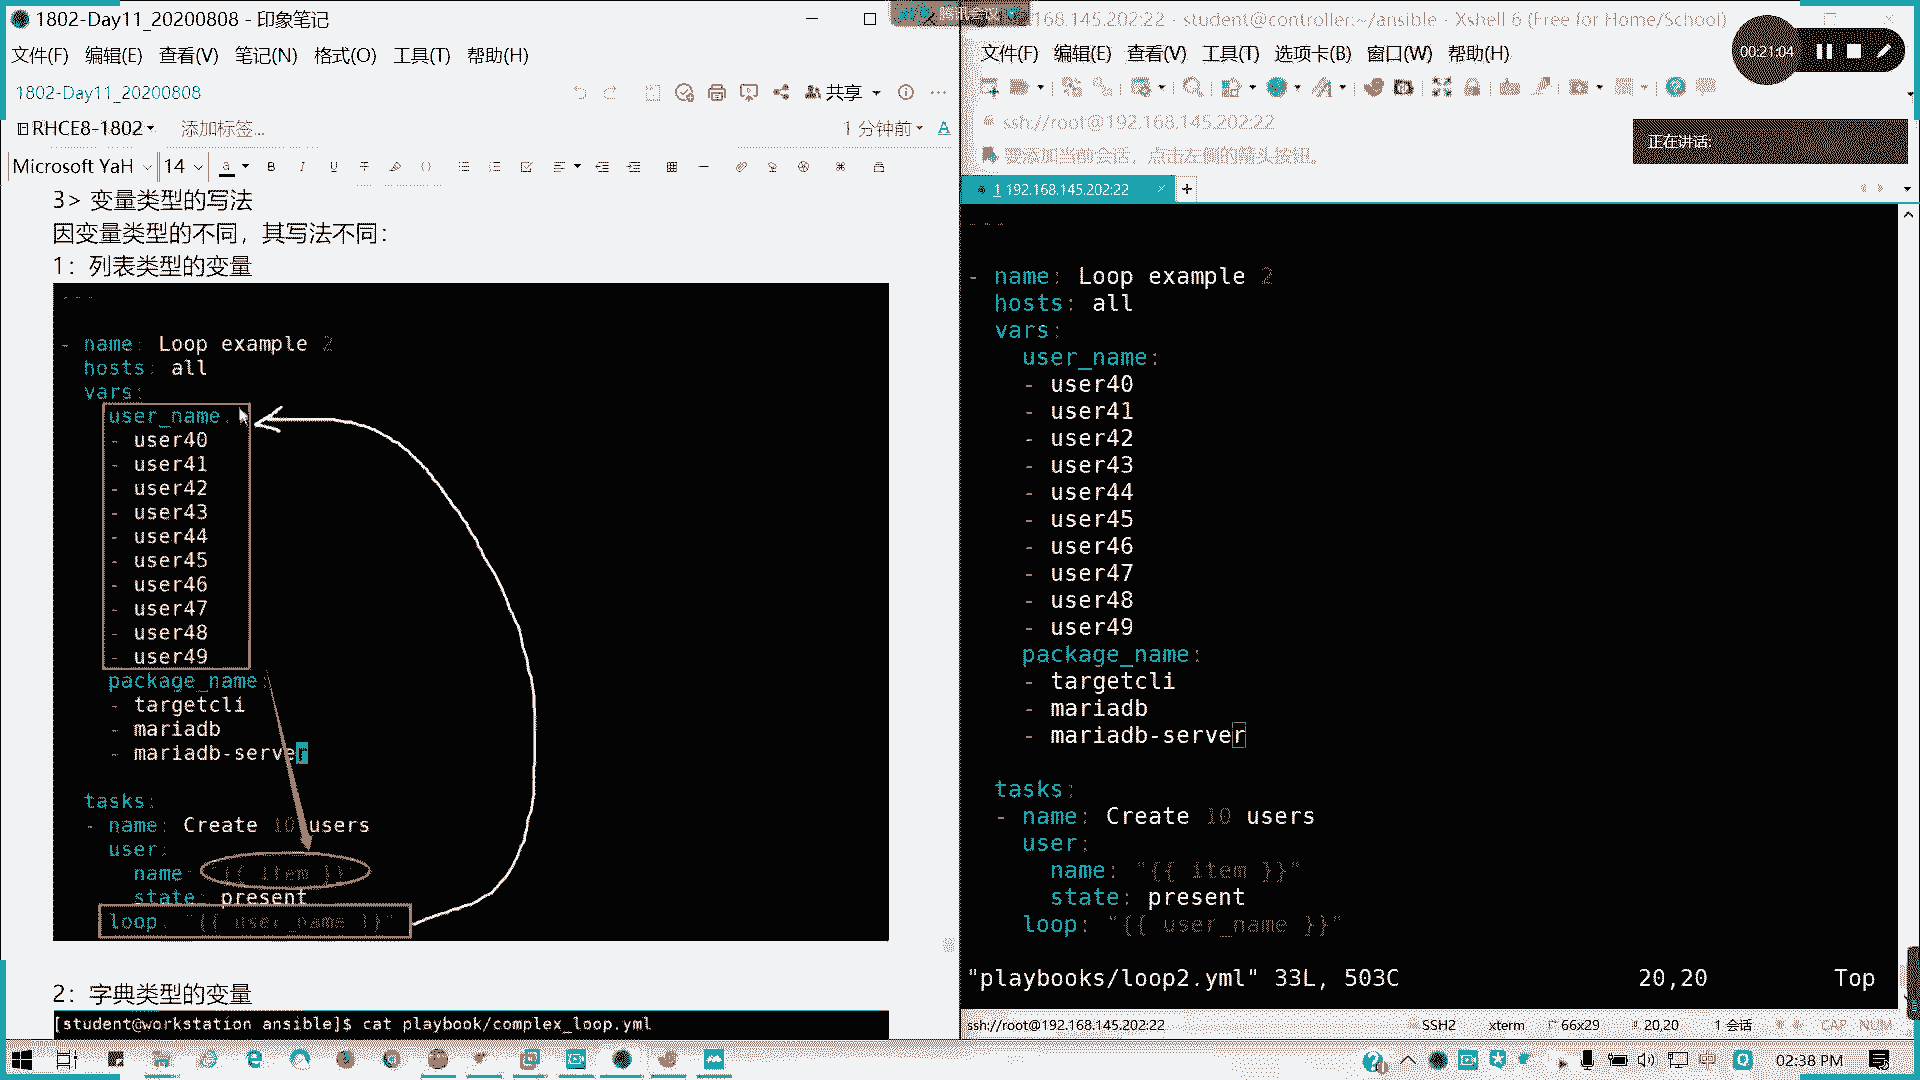 1802-Day11_20200808 - 印象笔记
文件(F) 编辑(E) 查看(V) 笔记(N) 格式(O) 工具(T) 帮助(H)
1802-Day11_20200808
共享
RHCE8-1802
添加标签...
1 分钟前
Microsoft YaH
14
3> 变量类型的写法
因变量类型的不同，其写法不同：
1：列表类型的变量
---
- name: Loop example 2
hosts: all
vars:
user_name:
- user40
- user41
- user42
- user43
- user44
- user45
- user46
- user47
- user48
- user49
package_name:
- targetcli
- mariadb
- mariadb-server
tasks:
- name: Create 10 users
user:
name: "{{ item }}"
state: present
loop: "{{ user_name }}"
2：字典类型的变量
[student@workstation ansible]$ cat playbook/complex_loop.yml
腾讯会议
168.145.202:22 - student@controller:~/ansible - Xshell 6 (Free for Home/School)
文件(F) 编辑(E) 查看(V) 工具(T) 选项卡(B) 窗口(W) 帮助(H)
00:21:04
ssh://root@192.168.145.202:22
要添加当前会话，点击左侧的箭头按钮。
正在讲话:
1 192.168.145.202:22
---
- name: Loop example 2
hosts: all
vars:
user_name:
- user40
- user41
- user42
- user43
- user44
- user45
- user46
- user47
- user48
- user49
package_name:
- targetcli
- mariadb
- mariadb-server
tasks:
- name: Create 10 users
user:
name: "{{ item }}"
state: present
loop: "{{ user_name }}"
"playbooks/loop2.yml" 33L, 503C 20,20 Top
ssh://root@192.168.145.202:22 SSH2 xterm 66x29 20,20 1 会话 CAP NUM
中
02:38 PM